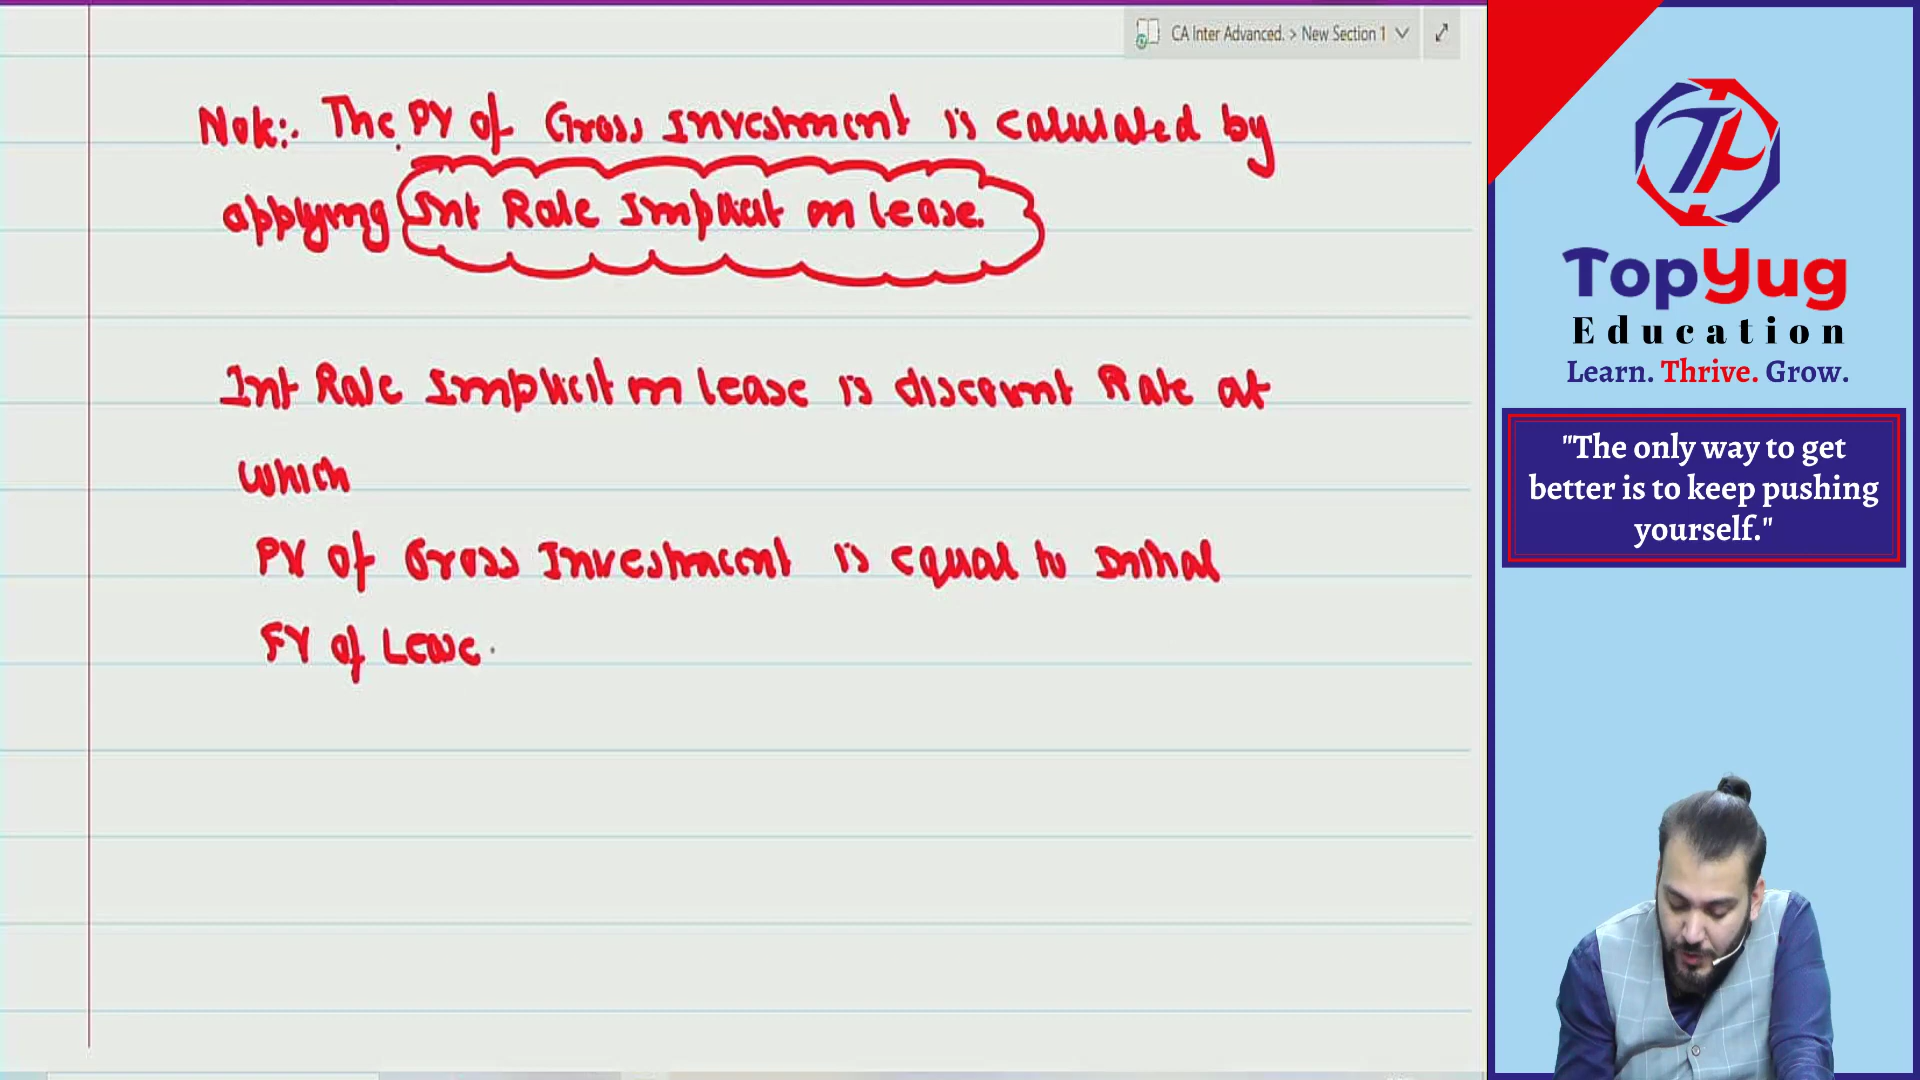 CA Inter Advanced. > New Section 1
Note:. The PV of Gross Investment is calculated by
applying Int Rate Implicit on lease.
Int Rate Implicit on lease is discount Rate at
which
PV of Gross Investment is equal to Initial
FV of Lease.
TopYug
Education
Learn. Thrive. Grow.
"The only way to get
better is to keep pushing
yourself."